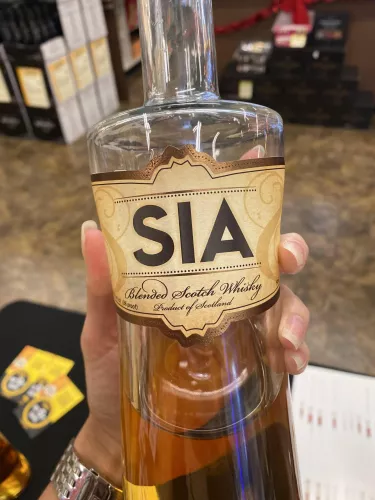 SIA
Blended Scotch Whisky
Product of Scotland